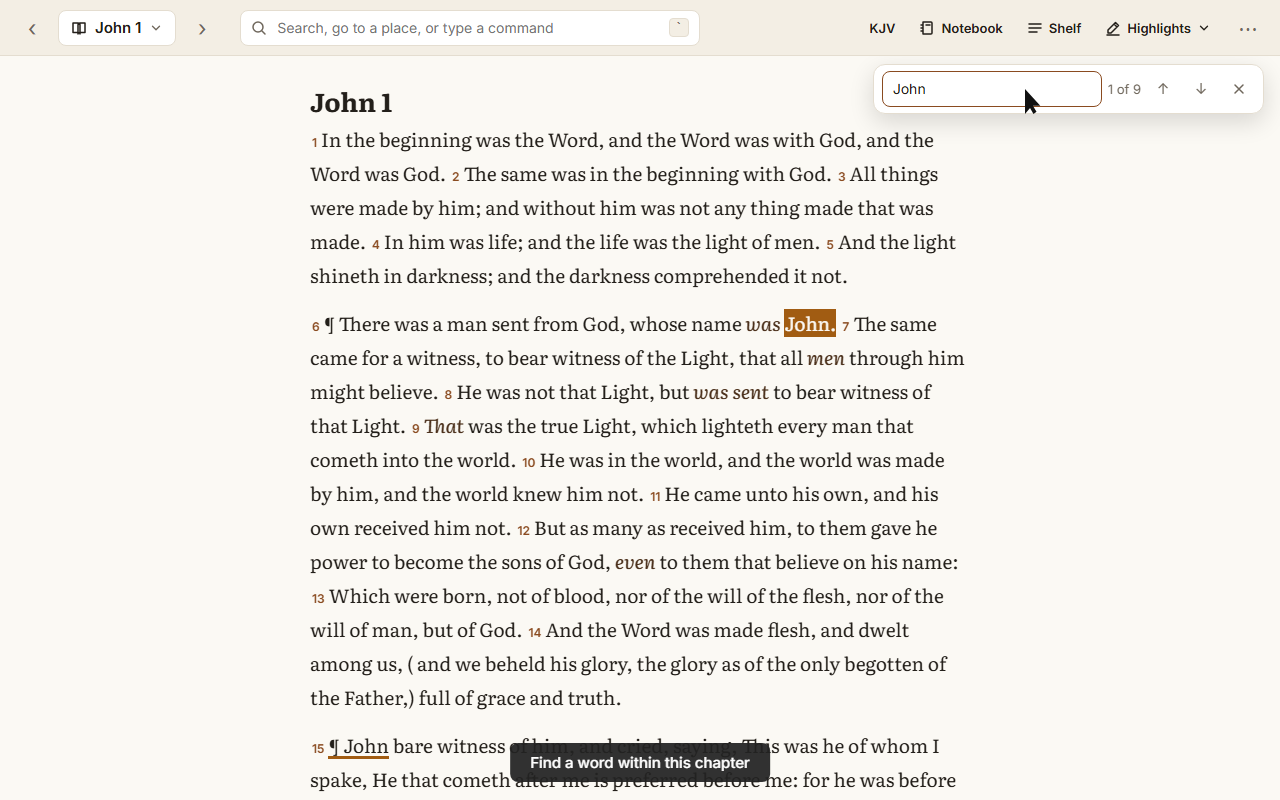 John 1
Search, go to a place, or type a command
`
KJV
Notebook
Shelf
Highlights
John
1 of 9
John 1
1 In the beginning was the Word, and the Word was with God, and the
Word was God. 2 The same was in the beginning with God. 3 All things
were made by him; and without him was not any thing made that was
made. 4 In him was life; and the life was the light of men. 5 And the light
shineth in darkness; and the darkness comprehended it not.
6 ¶ There was a man sent from God, whose name was John. 7 The same
came for a witness, to bear witness of the Light, that all men through him
might believe. 8 He was not that Light, but was sent to bear witness of
that Light. 9 That was the true Light, which lighteth every man that
cometh into the world. 10 He was in the world, and the world was made
by him, and the world knew him not. 11 He came unto his own, and his
own received him not. 12 But as many as received him, to them gave he
power to become the sons of God, even to them that believe on his name:
13 Which were born, not of blood, nor of the will of the flesh, nor of the
will of man, but of God. 14 And the Word was made flesh, and dwelt
among us, ( and we beheld his glory, the glory as of the only begotten of
the Father,) full of grace and truth.
15 ¶ John bare witness of him, and cried, saying, This was he of whom I
spake, He that cometh after me is preferred before me: for he was before
Find a word within this chapter